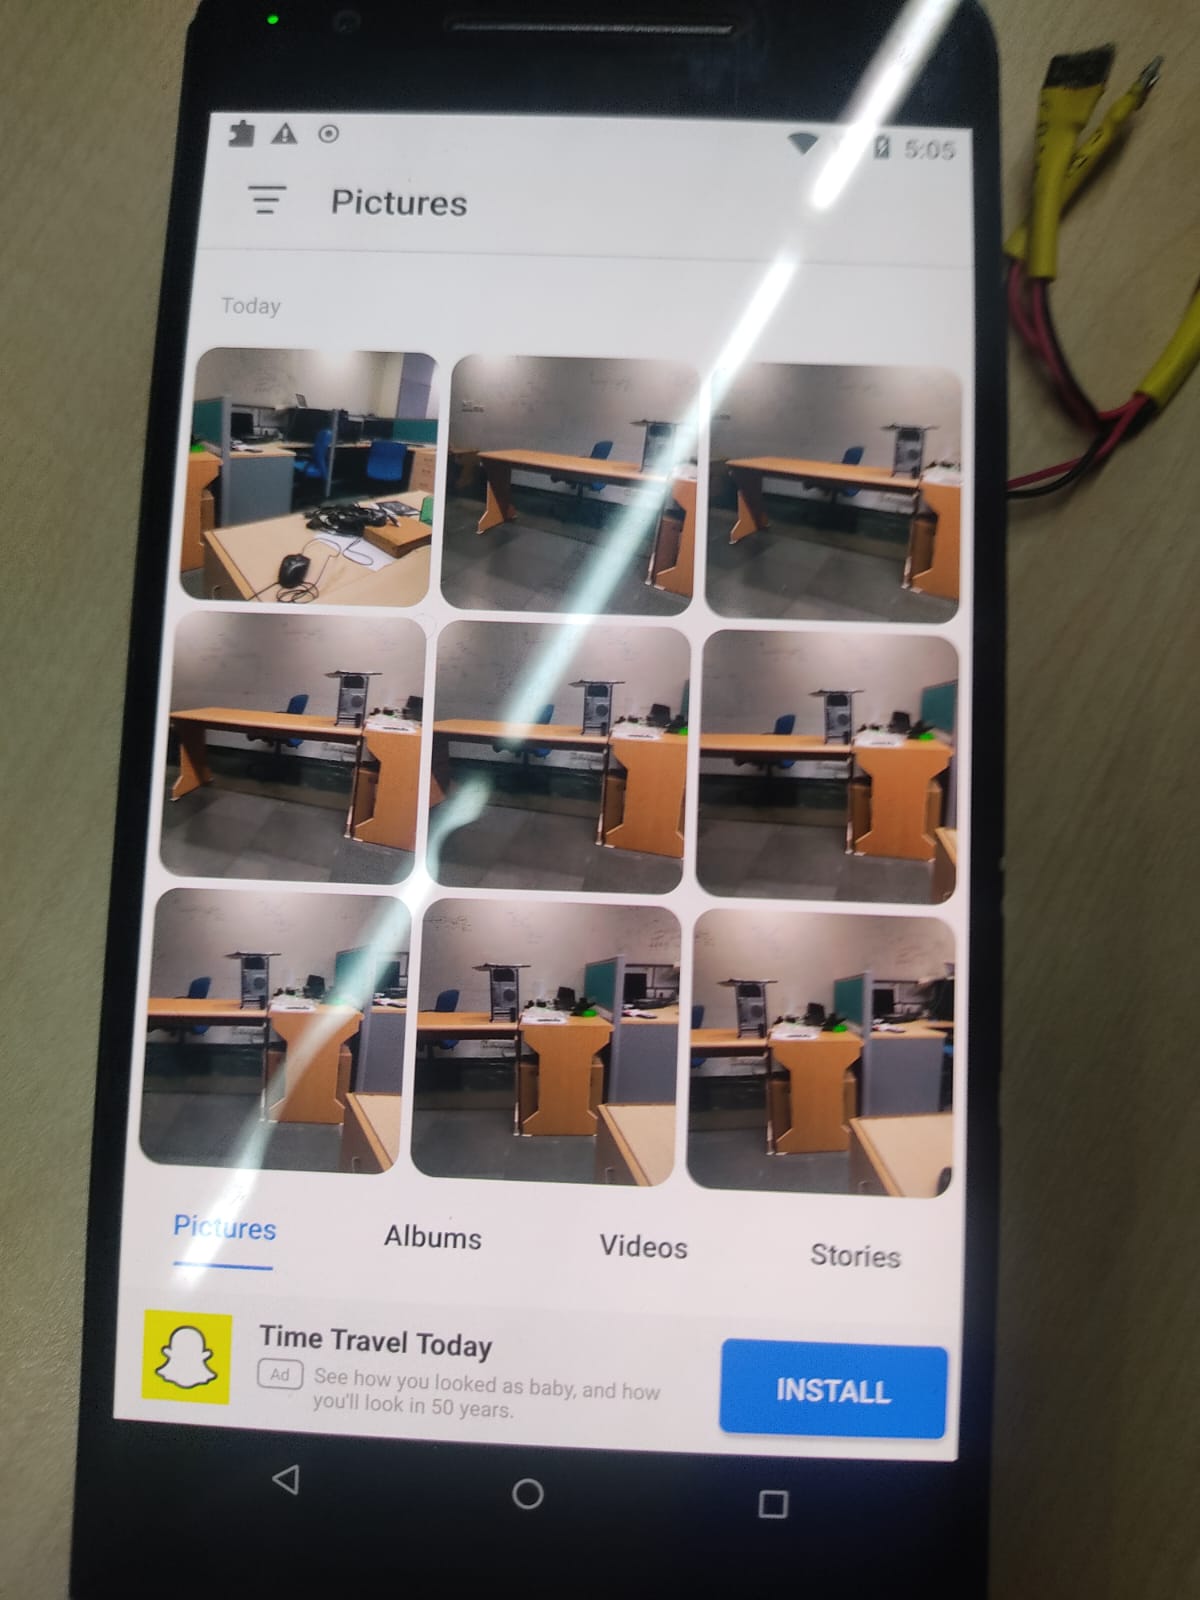 5:05
Pictures
Today
Pictures
Albums
Videos
Stories
Time Travel Today
Ad
See how you looked as baby, and how
you'll look in 50 years.
INSTALL